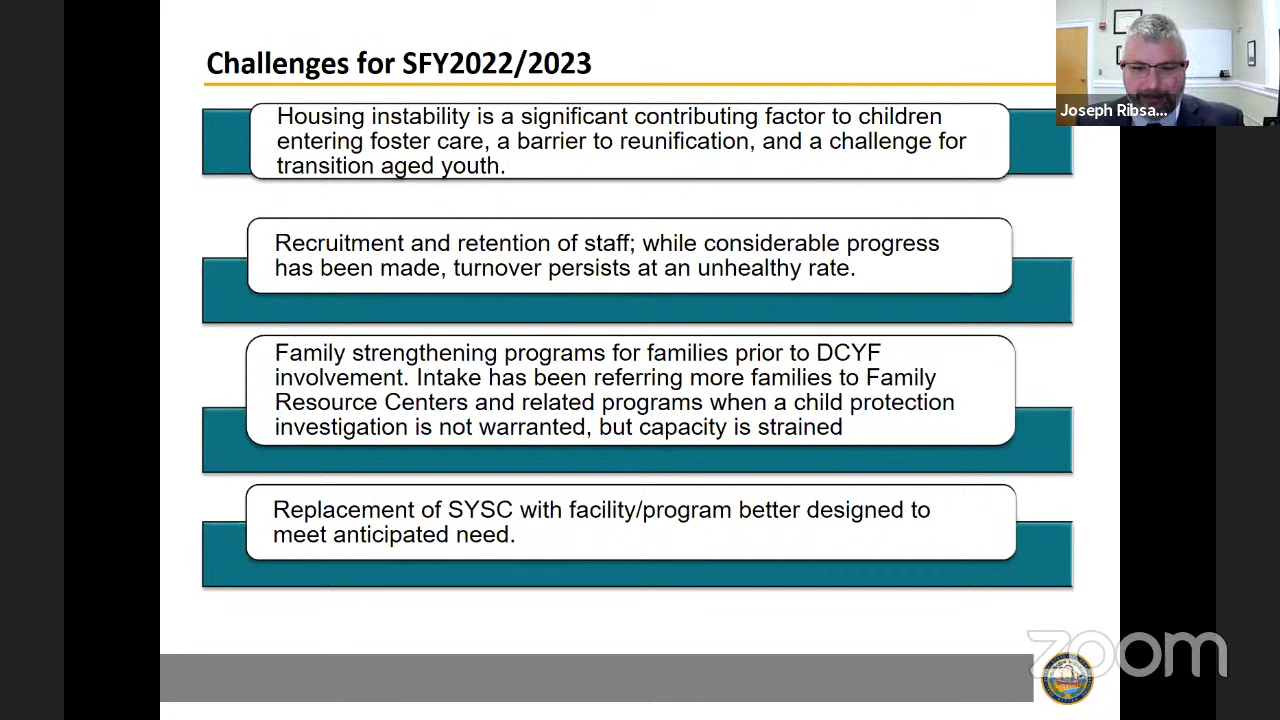 Challenges for SFY2022/2023
Joseph Ribsa...
Housing instability is a significant contributing factor to children
entering foster care, a barrier to reunification, and a challenge for
transition aged youth.
Recruitment and retention of staff; while considerable progress
has been made, turnover persists at an unhealthy rate.
Family strengthening programs for families prior to DCYF
involvement. Intake has been referring more families to Family
Resource Centers and related programs when a child protection
investigation is not warranted, but capacity is strained
Replacement of SYSC with facility/program better designed to
meet anticipated need.
zoom